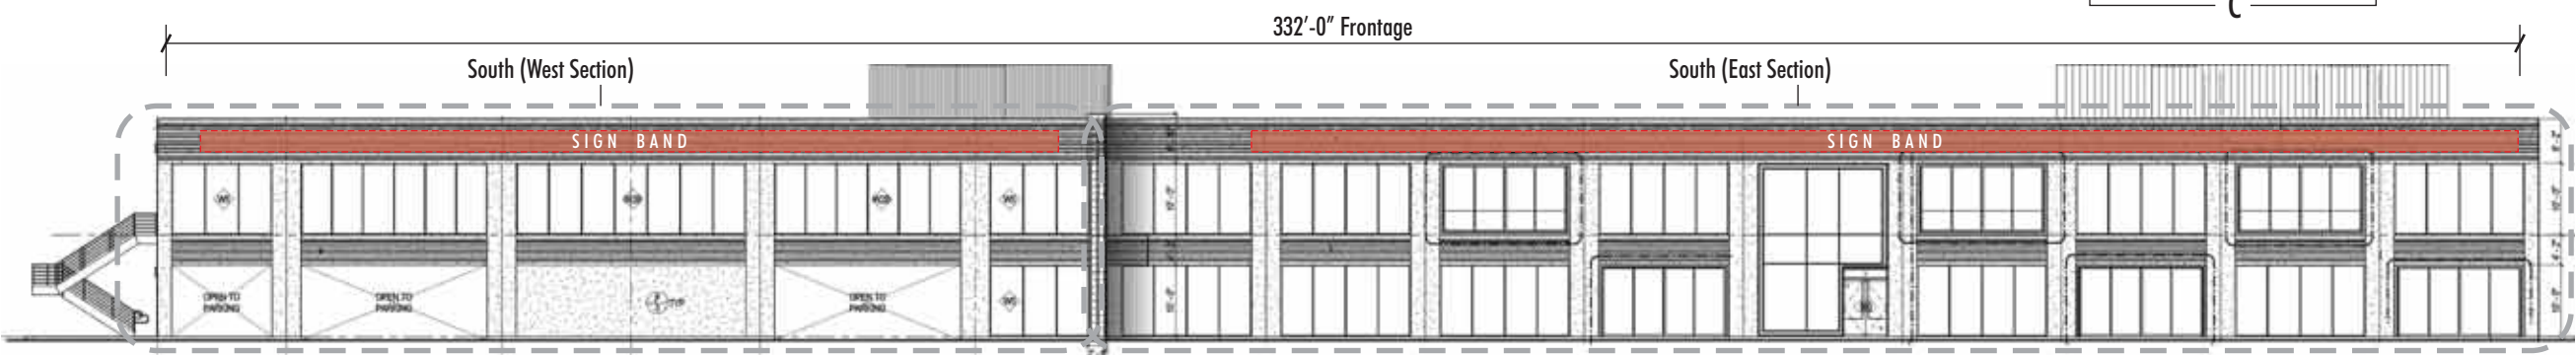 C
332'-0" Frontage
South (West Section)
South (East Section)
SIGN BAND
SIGN BAND
OPEN TO
PARKING
OPEN TO
PARKING
TYP
OPEN TO
PARKING